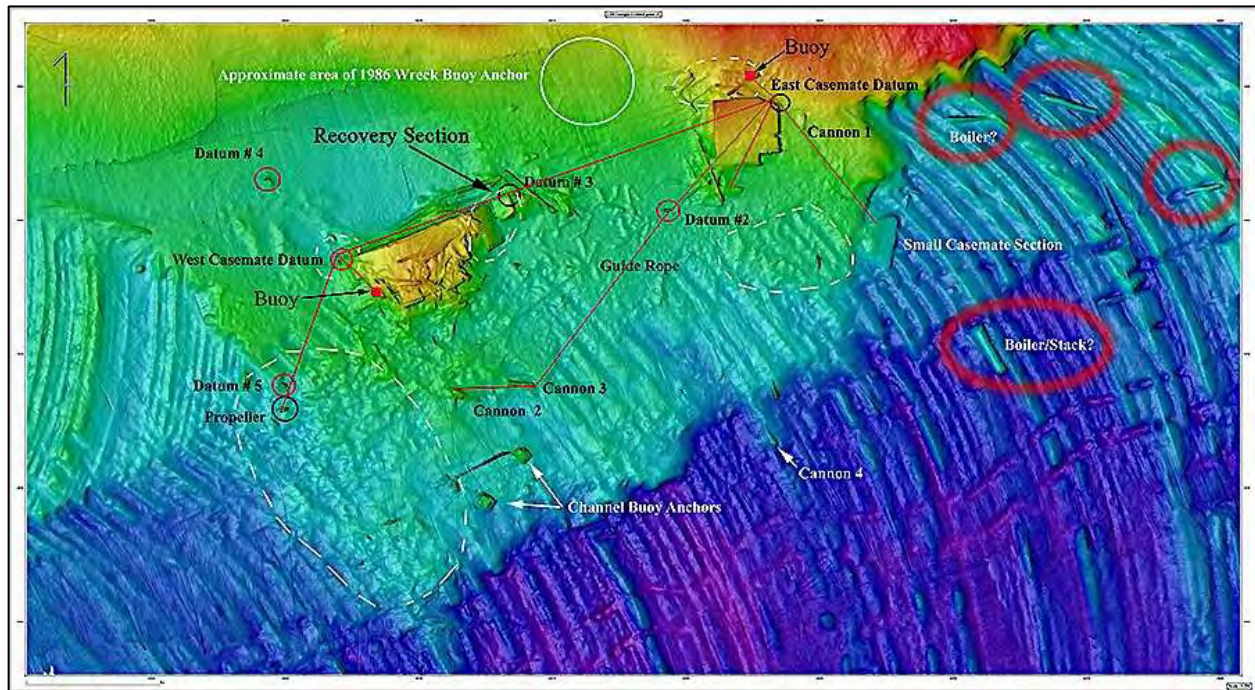 Buoy
Approximate area of 1986 Wreck Buoy Anchor
East Casemate Datum
Recovery Section
Cannon 1
Boiler?
Datum # 4
Datum # 3
Datum #2
West Casemate Datum
Small Casemate Section
Guide Rope
Buoy
Boiler/Stack?
Datum # 5
Cannon 3
Propeller
Cannon 2
Cannon 4
Channel Buoy Anchors